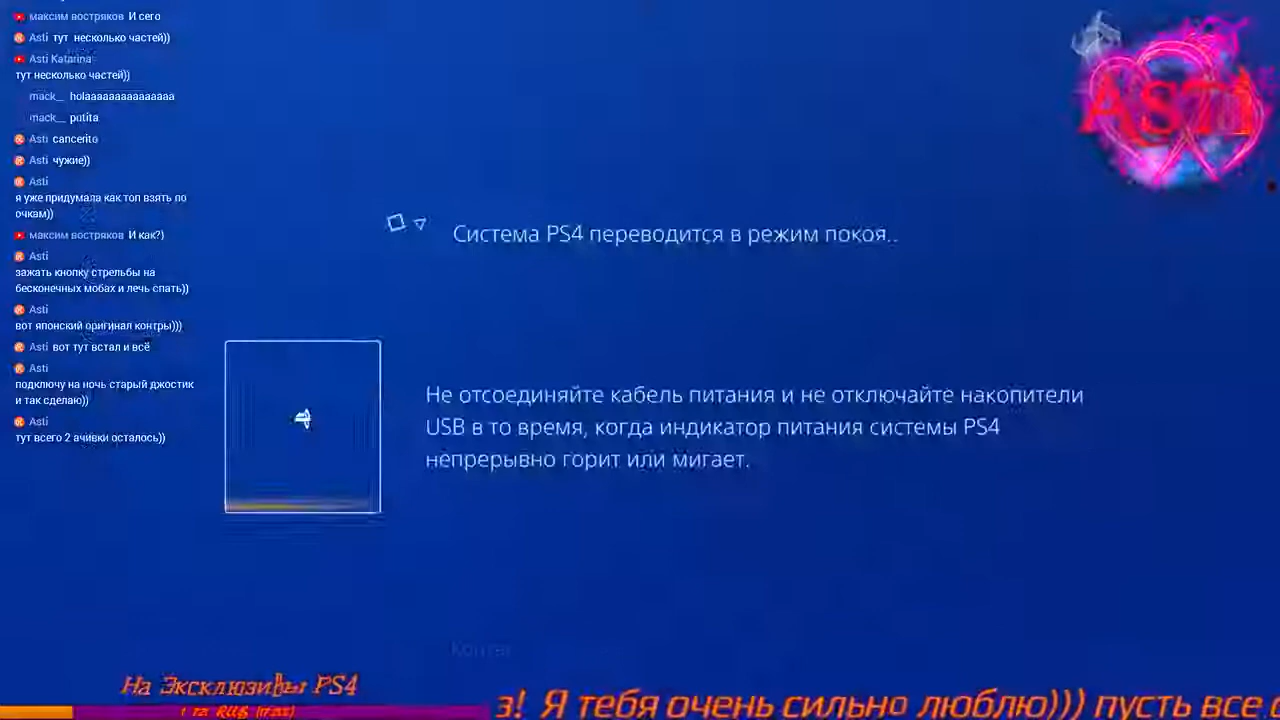 максим востряков И сего
Asti тут несколько частей))
Asti Katarina
тут несколько частей))
mack__ holaaaaaaaaaaaaaaa
mack__ putita
Asti cancerito
Asti чужие))
Asti
я уже придумала как топ взять по
очкам))
максим востряков И как?)
Asti
зажать кнопку стрельбы на
бесконечных мобах и лечь спать))
Asti
вот японский оригинал контры)))
Asti вот тут встал и всё
Asti
подключу на ночь старый джостик
и так сделаю))
Asti
тут всего 2 ачивки осталось))
Asti
Система PS4 переводится в режим покоя..
Не отсоединяйте кабель питания и не отключайте накопители
USB в то время, когда индикатор питания системы PS4
непрерывно горит или мигает.
На Эксклюзивы PS4
з! Я тебя очень сильно люблю))) пусть все